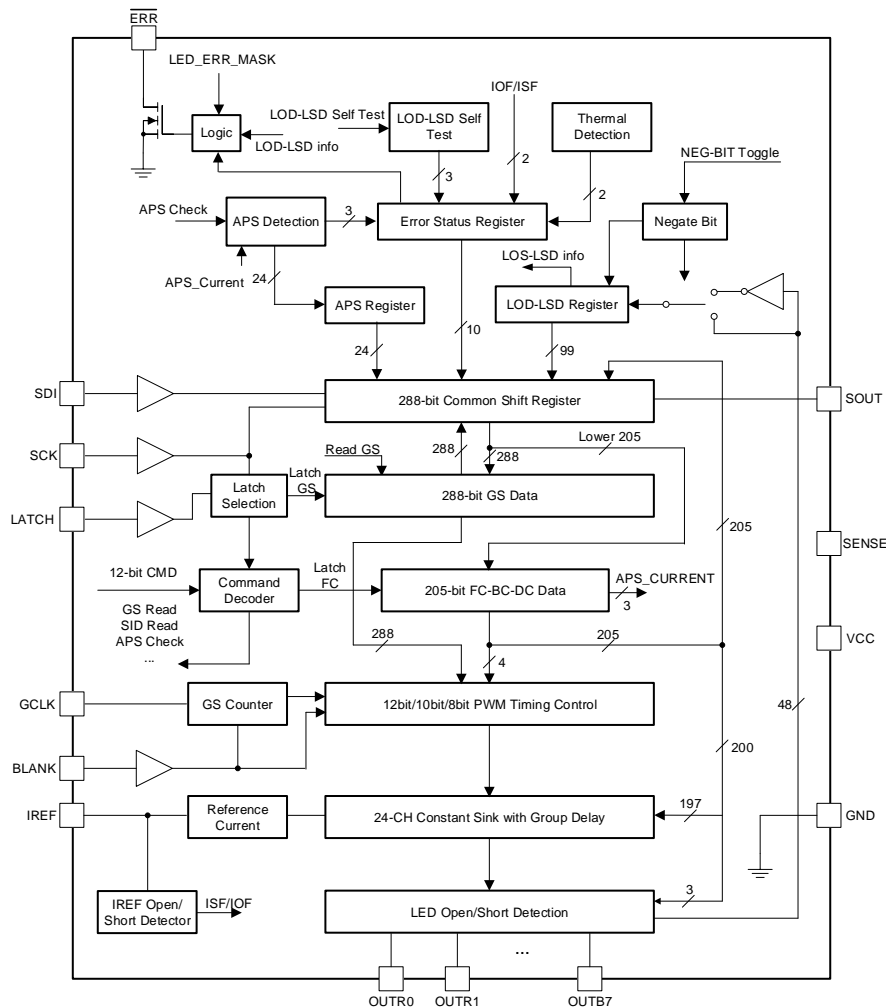 ERR
LED_ERR_MASK
IOF/ISF
LOD-LSD Self Test
LOD-LSD Self
Test
Thermal
Detection
Logic
LOD-LSD info
NEG-BIT Toggle
2
3
2
APS Check
APS Detection
3
Error Status Register
Negate Bit
LOS-LSD info
APS_Current
24
APS Register
LOD-LSD Register
10
24
99
SDI
288-bit Common Shift Register
SOUT
SCK
288
288
Lower 205
Read GS
Latch
GS
Latch
Selection
288-bit GS Data
LATCH
205
SENSE
12-bit CMD
Command
Decoder
Latch
FC
205-bit FC-BC-DC Data
APS_CURRENT
3
GS Read
SID Read
APS Check
...
288
4
205
VCC
GCLK
GS Counter
12bit/10bit/8bit PWM Timing Control
48
BLANK
200
IREF
Reference
Current
24-CH Constant Sink with Group Delay
197
GND
IREF Open/
Short Detector
ISF/IOF
LED Open/Short Detection
3
...
OUTR0
OUTR1
OUTB7